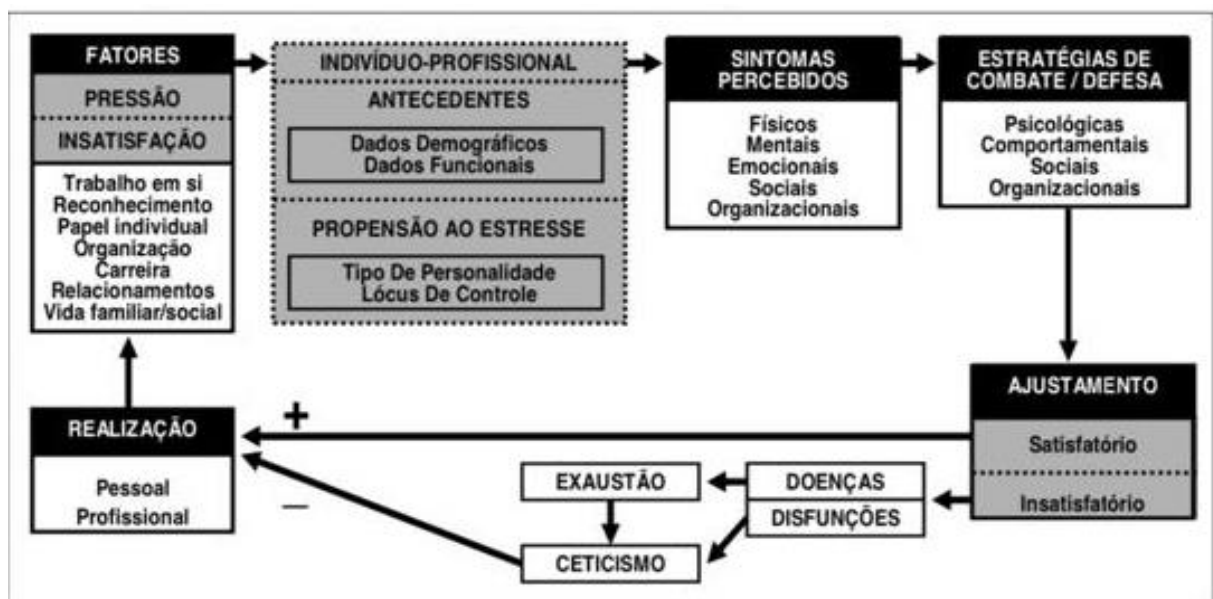 FATORES
PRESSÃO
INSATISFAÇÃO
Trabalho em si
Reconhecimento
Papel individual
Organização
Carreira
Relacionamentos
Vida familiar/social
INDIVÍDUO-PROFISSIONAL
ANTECEDENTES
Dados Demográficos
Dados Funcionais
PROPENSÃO AO ESTRESSE
Tipo De Personalidade
Lócus De Controle
SINTOMAS
PERCEBIDOS
Físicos
Mentais
Emocionais
Sociais
Organizacionais
ESTRATÉGIAS DE
COMBATE / DEFESA
Psicológicas
Comportamentais
Sociais
Organizacionais
AJUSTAMENTO
Satisfatório
Insatisfatório
DOENÇAS
DISFUNÇÕES
EXAUSTÃO
CETICISMO
+
—
REALIZAÇÃO
Pessoal
Profissional